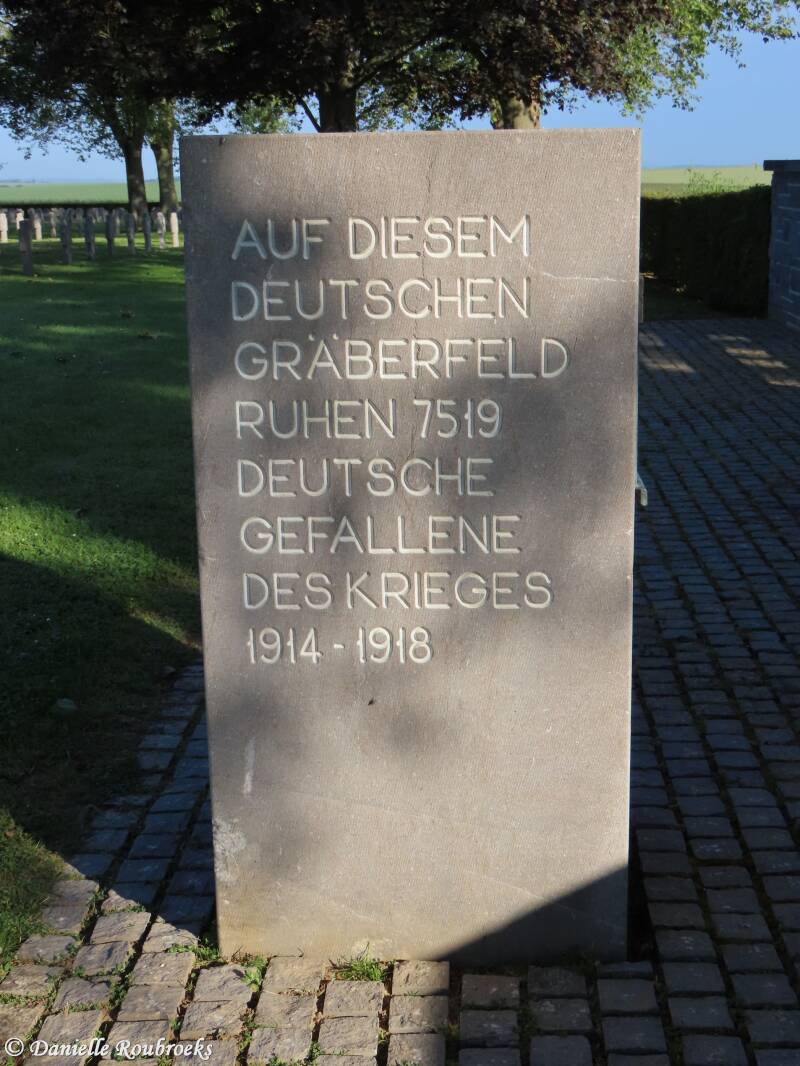 AUF DIESEM
DEUTSCHEN
GRÄBERFELD
RUHEN 7519
DEUTSCHE
GEFALLENE
DES KRIEGES
1914 - 1918
© Danielle Roubroeks